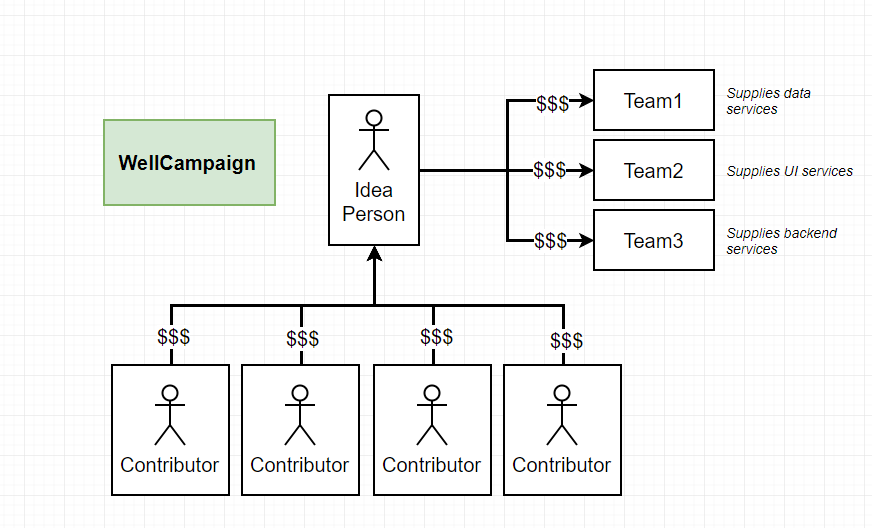 WellCampaign
Idea
Person
$$$
Team1
Supplies data
services
$$$
Team2
Supplies UI services
$$$
Team3
Supplies backend
services
$$$
$$$
$$$
$$$
Contributor
Contributor
Contributor
Contributor